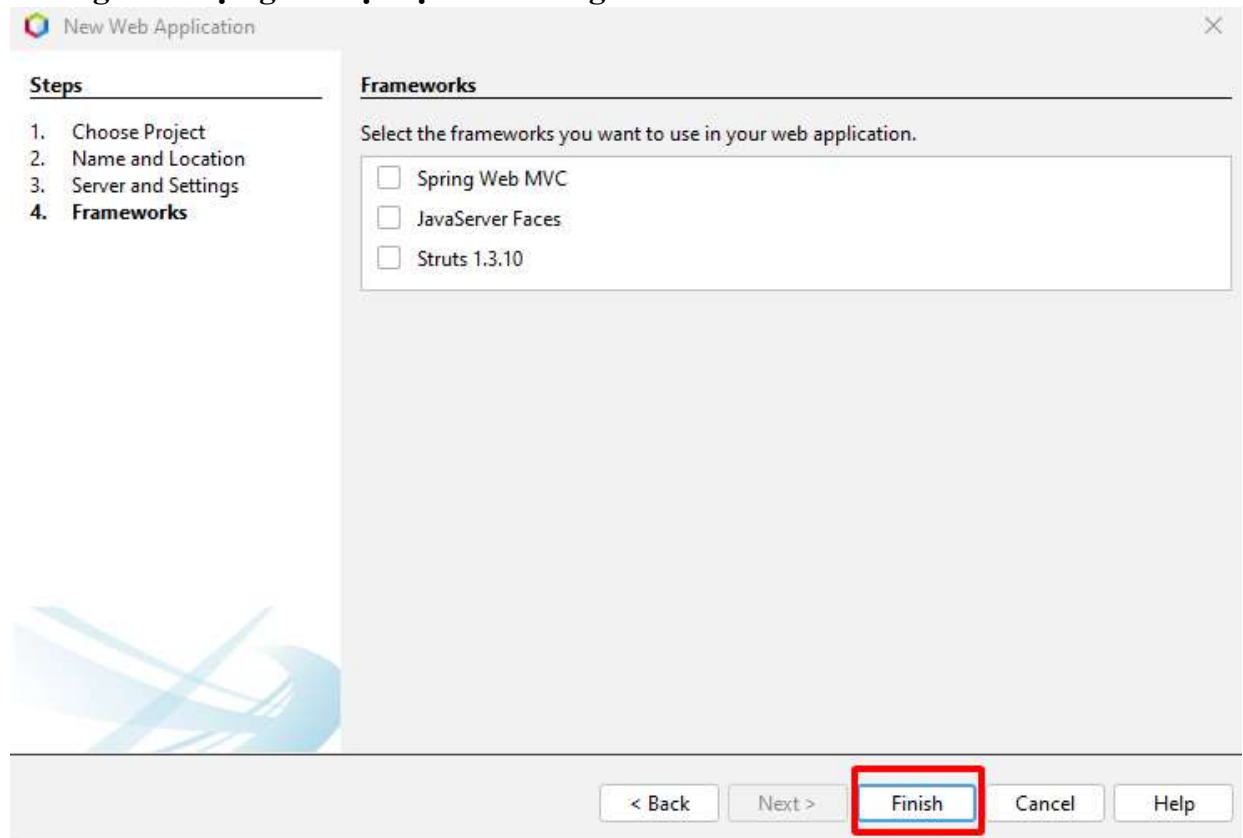 New Web Application
Steps
1. Choose Project
2. Name and Location
3. Server and Settings
4. Frameworks
Frameworks
Select the frameworks you want to use in your web application.
Spring Web MVC
JavaServer Faces
Struts 1.3.10
< Back Next > Finish Cancel Help